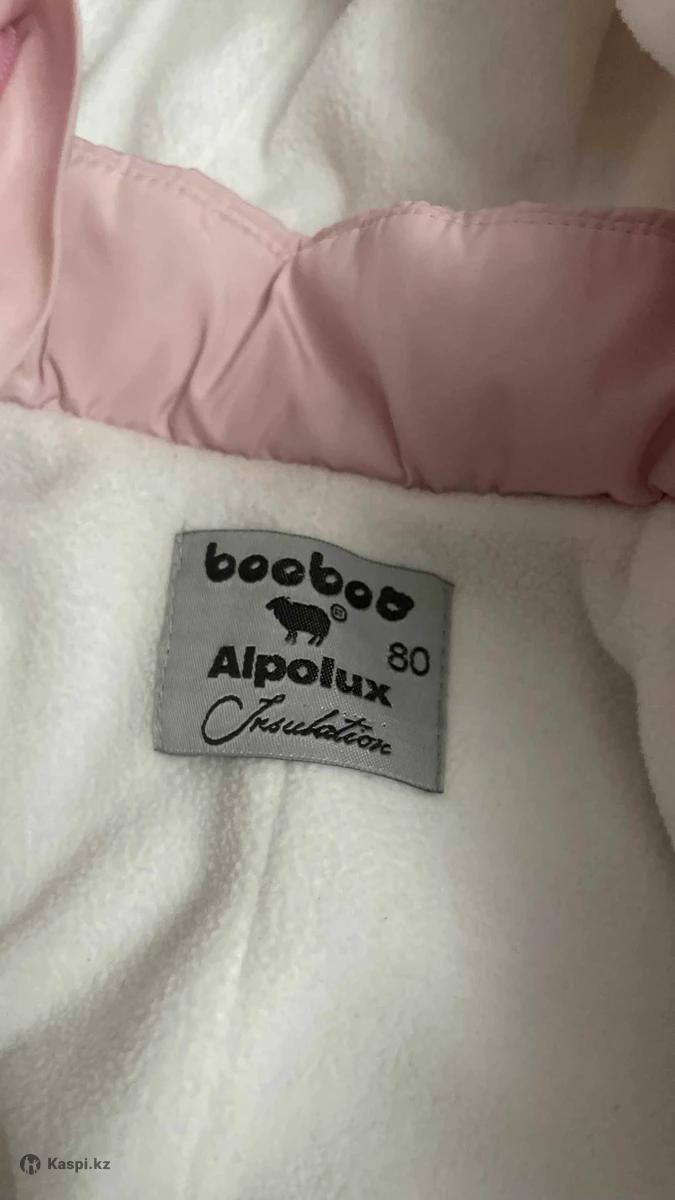 booboo
®
80
Alpolux
Insulation
Kaspi.kz